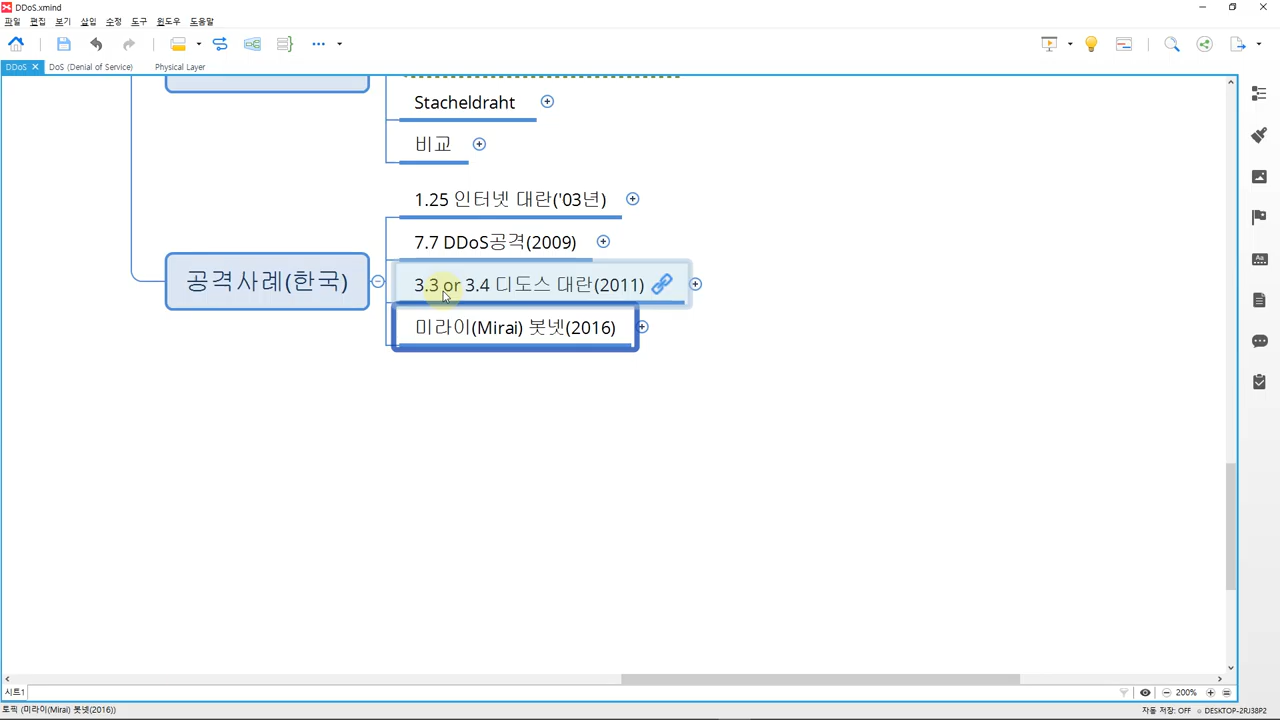 DDoS.xmind
파일 편집 보기 삽입 수정 도구 윈도우 도움말
DDoS DoS (Denial of Service) Physical Layer
Stacheldraht
비교
1.25 인터넷 대란('03년)
7.7 DDoS공격(2009)
공격사례(한국)
3.3 or 3.4 디도스 대란(2011)
미라이(Mirai) 봇넷(2016)
시트1
200%
토픽 (미라이(Mirai) 봇넷(2016))
자동 저장: OFF
DESKTOP-2RJ38P2